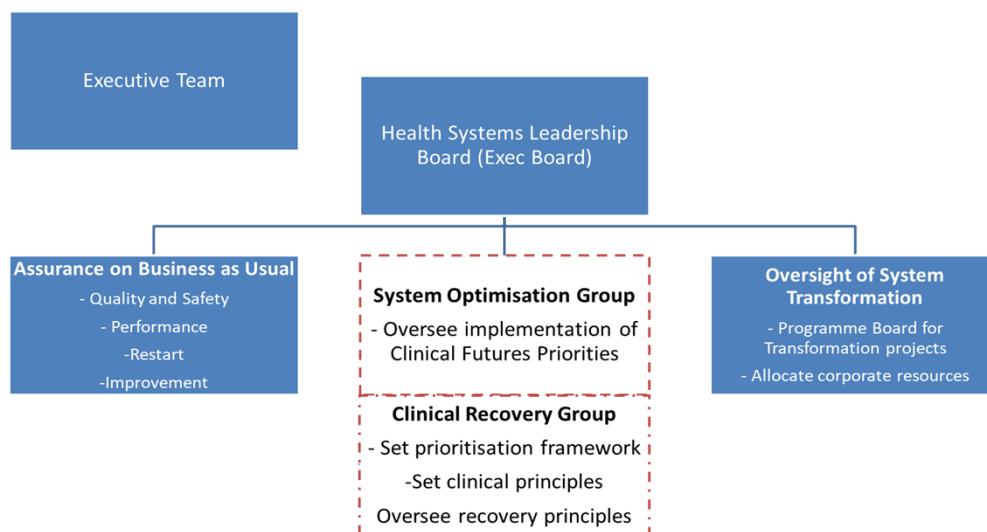 Executive Team
Health Systems Leadership
Board (Exec Board)
Assurance on Business as Usual
- Quality and Safety
- Performance
-Restart
-Improvement
System Optimisation Group
- Oversee implementation of
Clinical Futures Priorities
Clinical Recovery Group
- Set prioritisation framework
-Set clinical principles
Oversee recovery principles
Oversight of System
Transformation
- Programme Board for
Transformation projects
- Allocate corporate resources